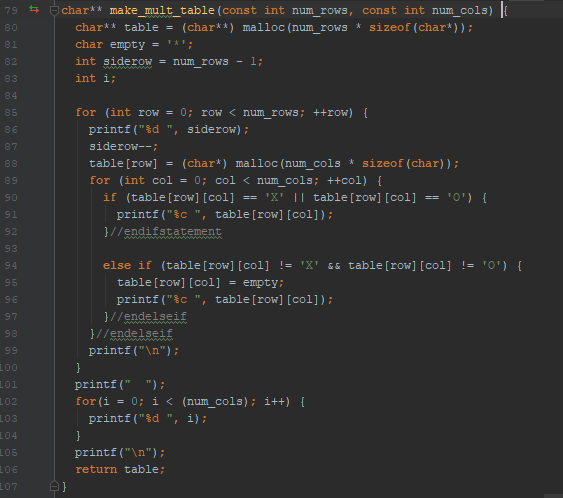 79 char** make_mult_table(const int num_rows, const int num_cols) {
80 char** table = (char**) malloc(num_rows * sizeof(char*));
81 char empty = '*';
82 int siderow = num_rows - 1;
83 int i;
84
85 for (int row = 0; row < num_rows; ++row) {
86 printf("%d ", siderow);
87 siderow--;
88 table[row] = (char*) malloc(num_cols * sizeof(char));
89 for (int col = 0; col < num_cols; ++col) {
90 if (table[row][col] == 'X' || table[row][col] == 'O') {
91 printf("%c ", table[row][col]);
92 }//endifstatement
93
94 else if (table[row][col] != 'X' && table[row][col] != 'O') {
95 table[row][col] = empty;
96 printf("%c ", table[row][col]);
97 }//endelseif
98 }//endelseif
99 printf("\n");
100 }
101 printf("  ");
102 for(i = 0; i < (num_cols); i++) {
103 printf("%d ", i);
104 }
105 printf("\n");
106 return table;
107 }